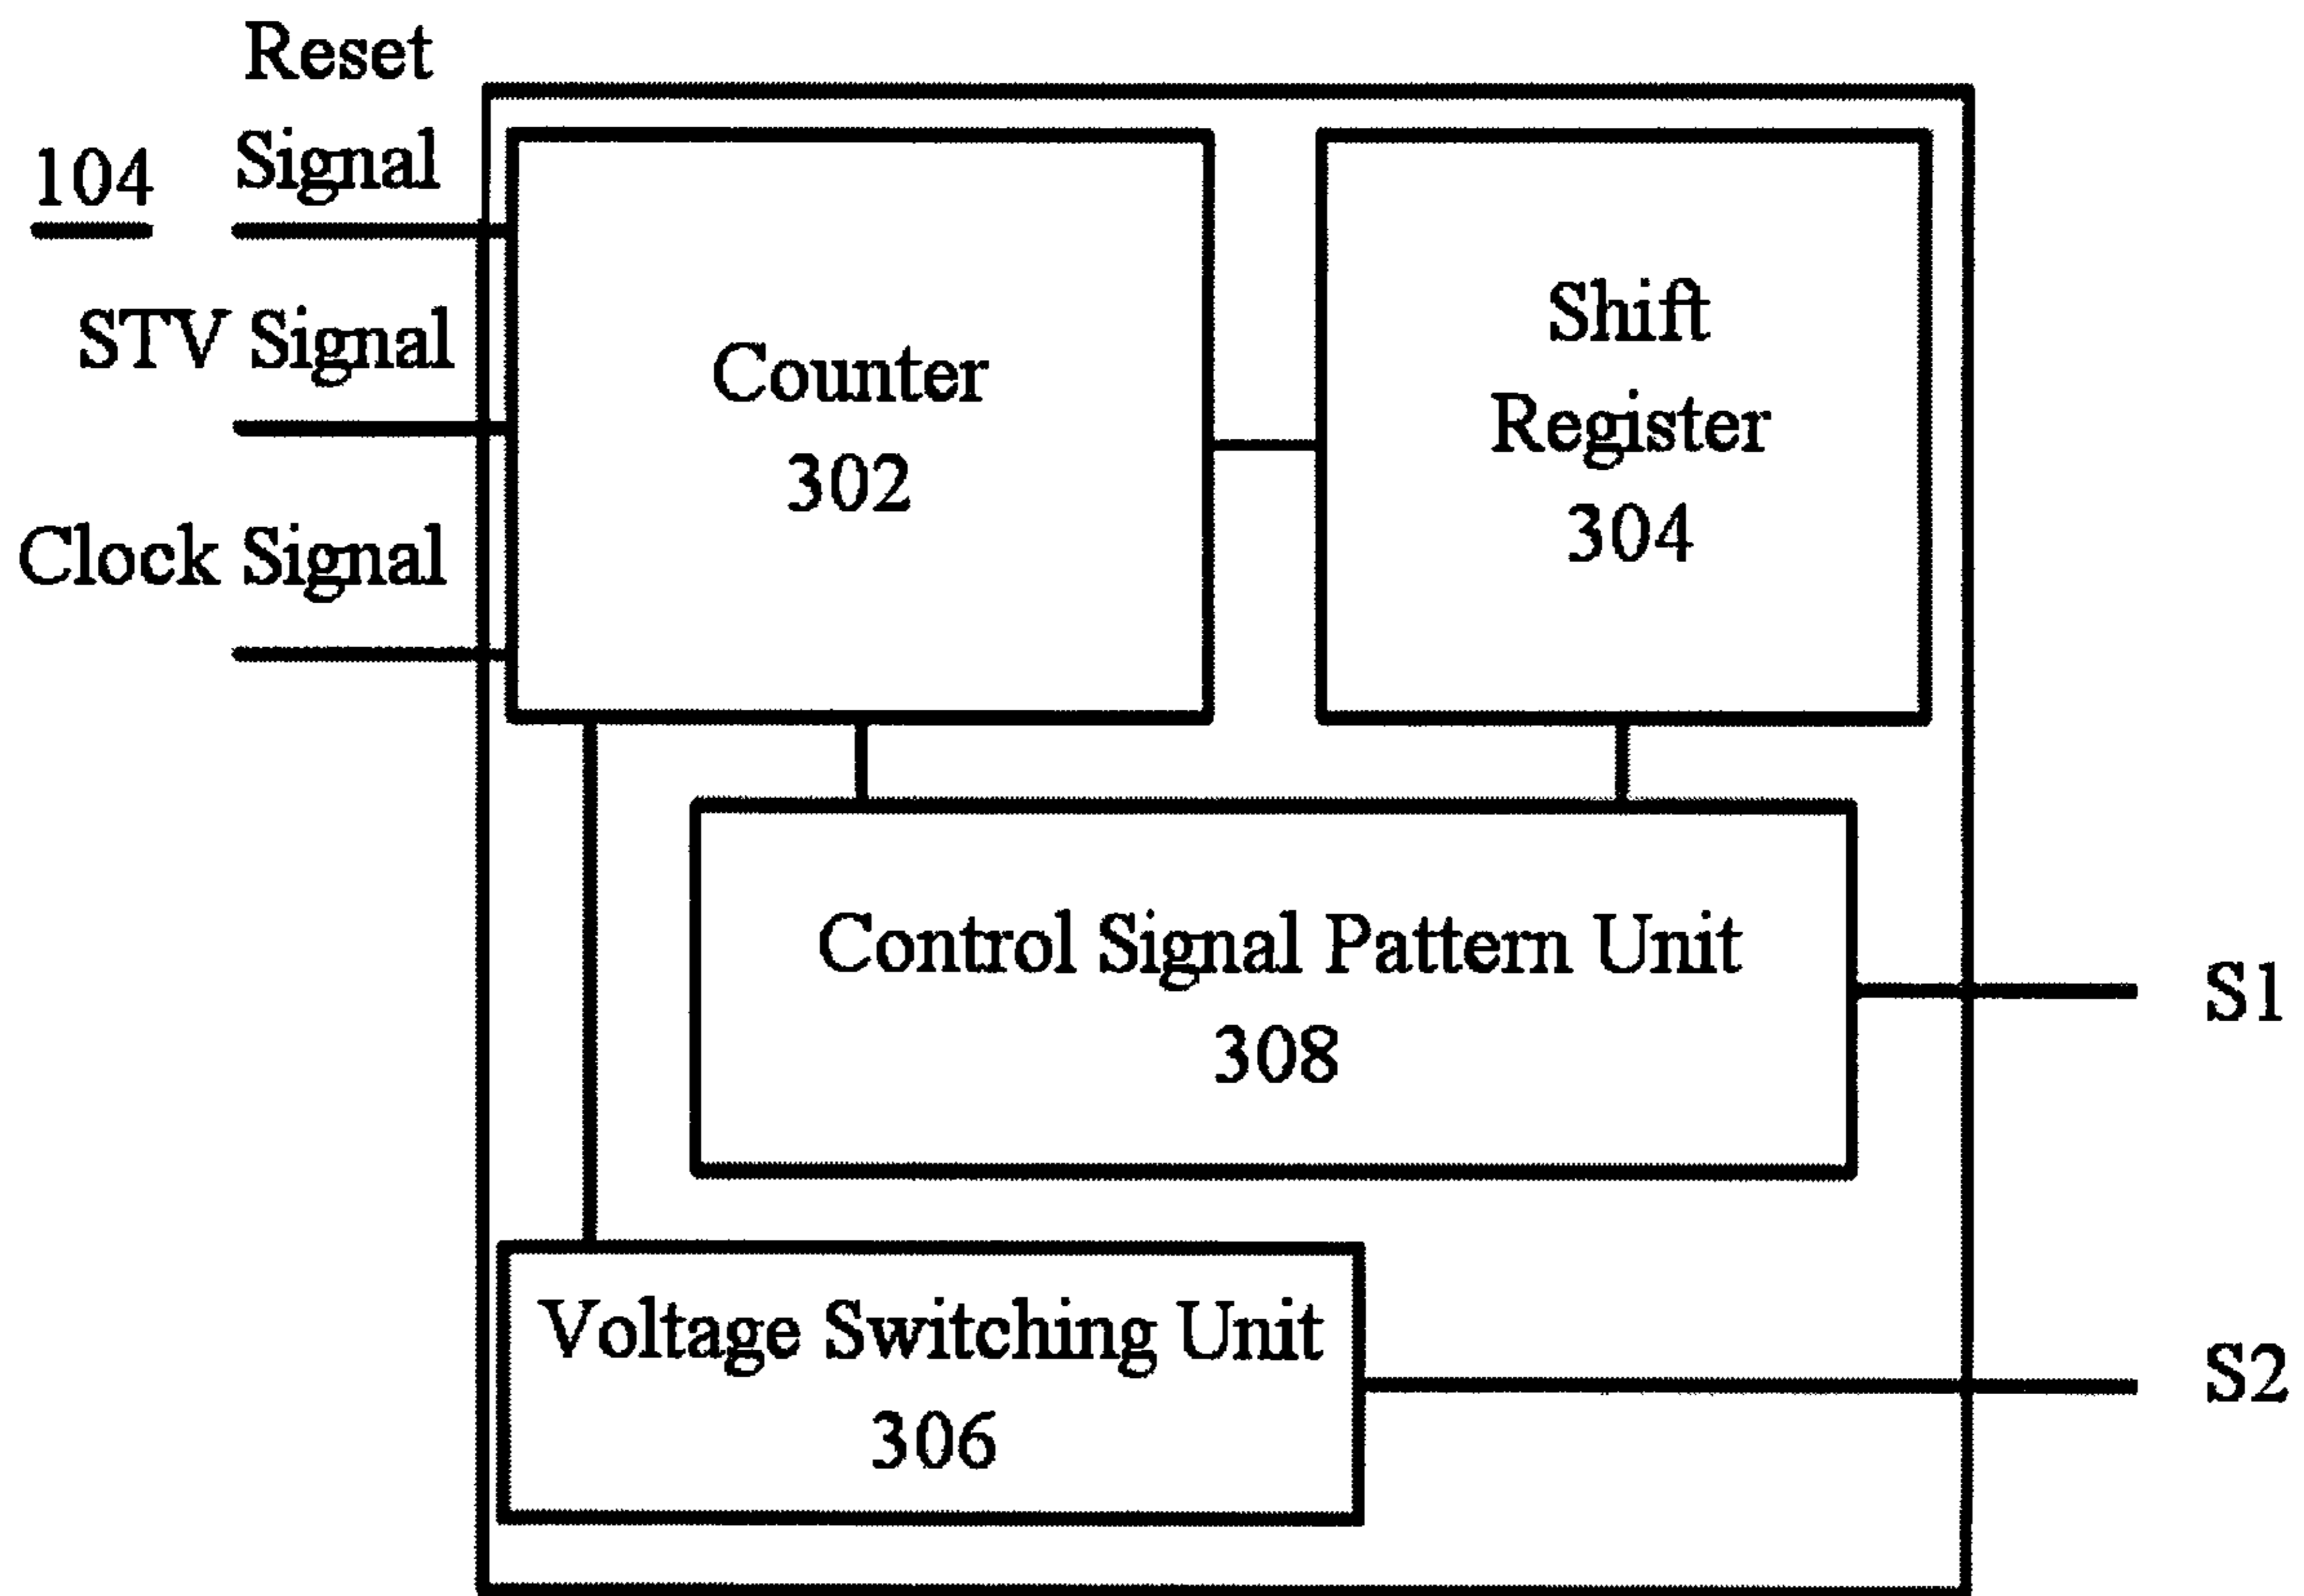 Reset
Signal
104
STV Signal
Clock Signal
Counter
302
Shift
Register
304
Control Signal Pattern Unit
308
S1
Voltage Switching Unit
306
S2